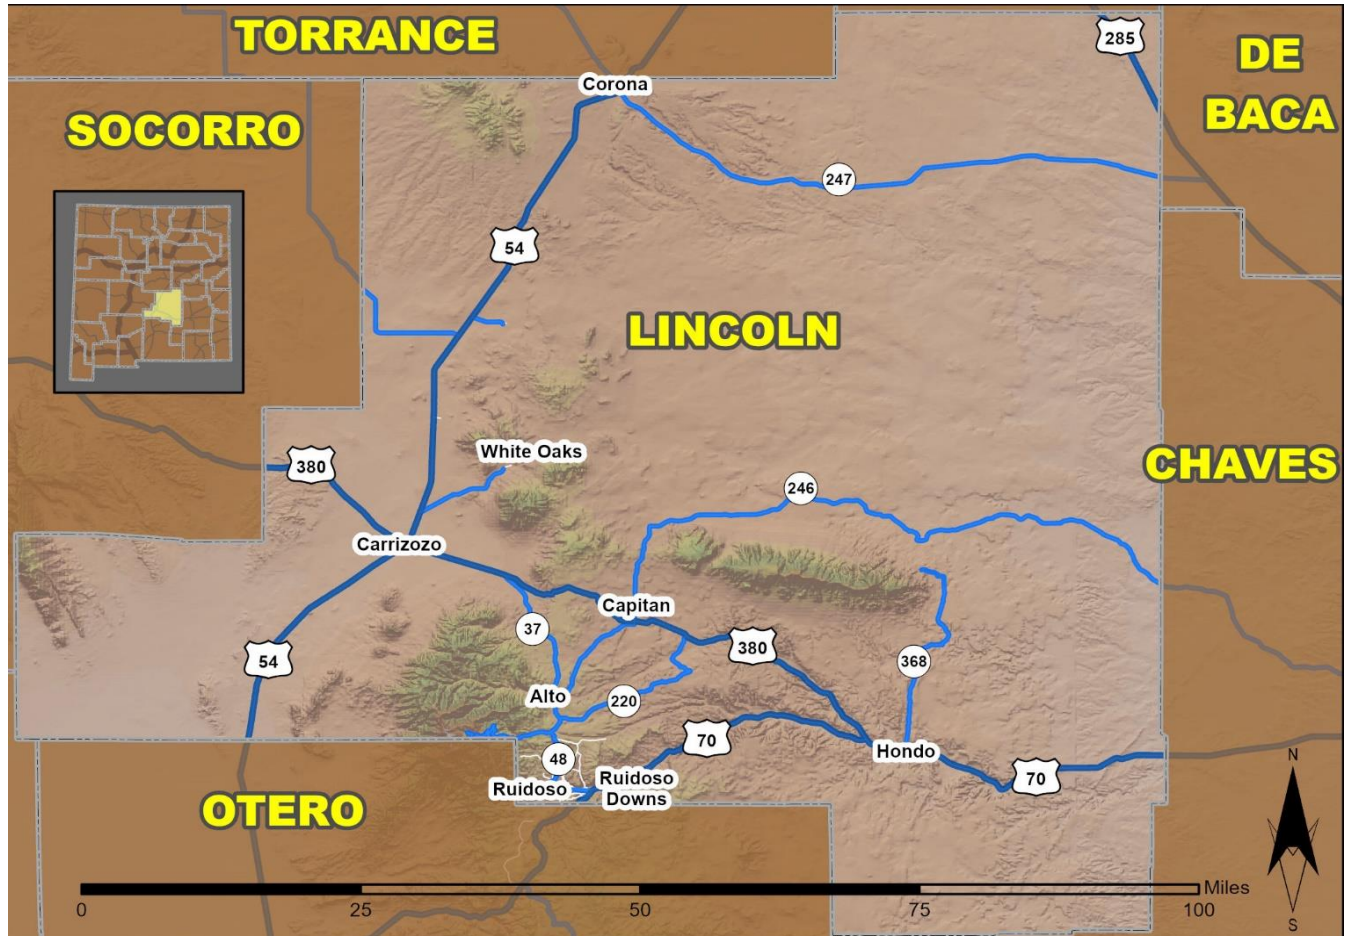 TORRANCE
285
DE
BACA
Corona
SOCORRO
247
54
LINCOLN
White Oaks
380
CHAVES
246
Carrizozo
Capitan
37
380
54
368
Alto
220
70
Hondo
48
70
Ruidoso
Ruidoso
Downs
OTERO
N
S
Miles
0
25
50
75
100